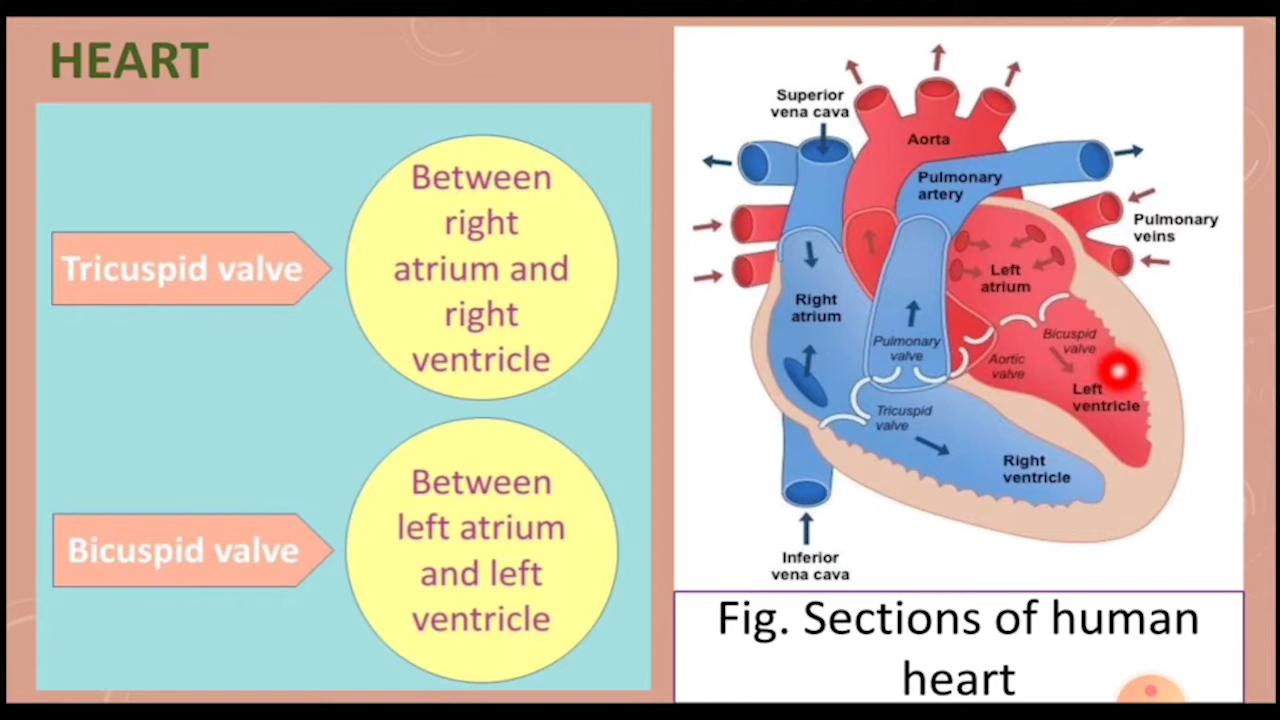 HEART
Tricuspid valve
Between
right
atrium and
right
ventricle
Bicuspid valve
Between
left atrium
and left
ventricle
Superior
vena cava
Aorta
Pulmonary
artery
Pulmonary
veins
Left
atrium
Right
atrium
Pulmonary
valve
Bicuspid
valve
Aortic
valve
Left
ventricle
Tricuspid
valve
Right
ventricle
Inferior
vena cava
Fig. Sections of human
heart